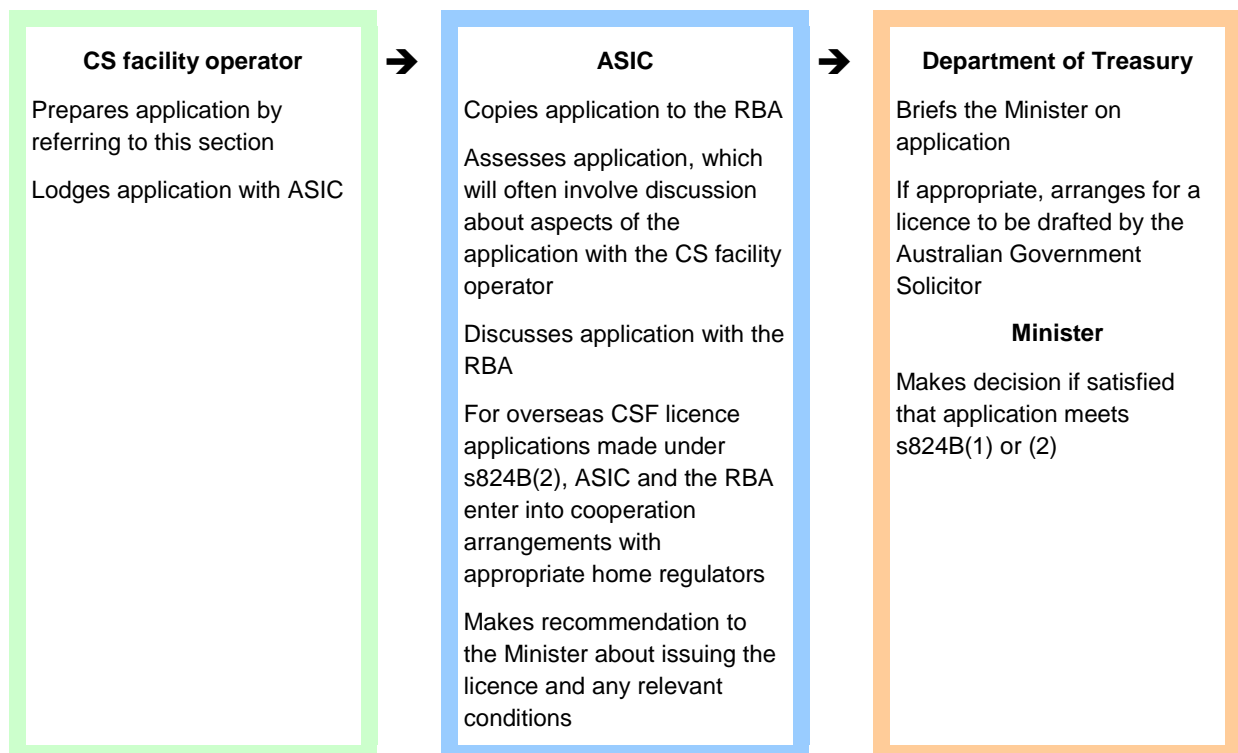 CS facility operator
Prepares application by
referring to this section
Lodges application with ASIC
➔
ASIC
Copies application to the RBA
Assesses application, which
will often involve discussion
about aspects of the
application with the CS facility
operator
Discusses application with the
RBA
For overseas CSF licence
applications made under
s824B(2), ASIC and the RBA
enter into cooperation
arrangements with
appropriate home regulators
Makes recommendation to
the Minister about issuing the
licence and any relevant
conditions
➔
Department of Treasury
Briefs the Minister on
application
If appropriate, arranges for a
licence to be drafted by the
Australian Government
Solicitor
Minister
Makes decision if satisfied
that application meets
s824B(1) or (2)